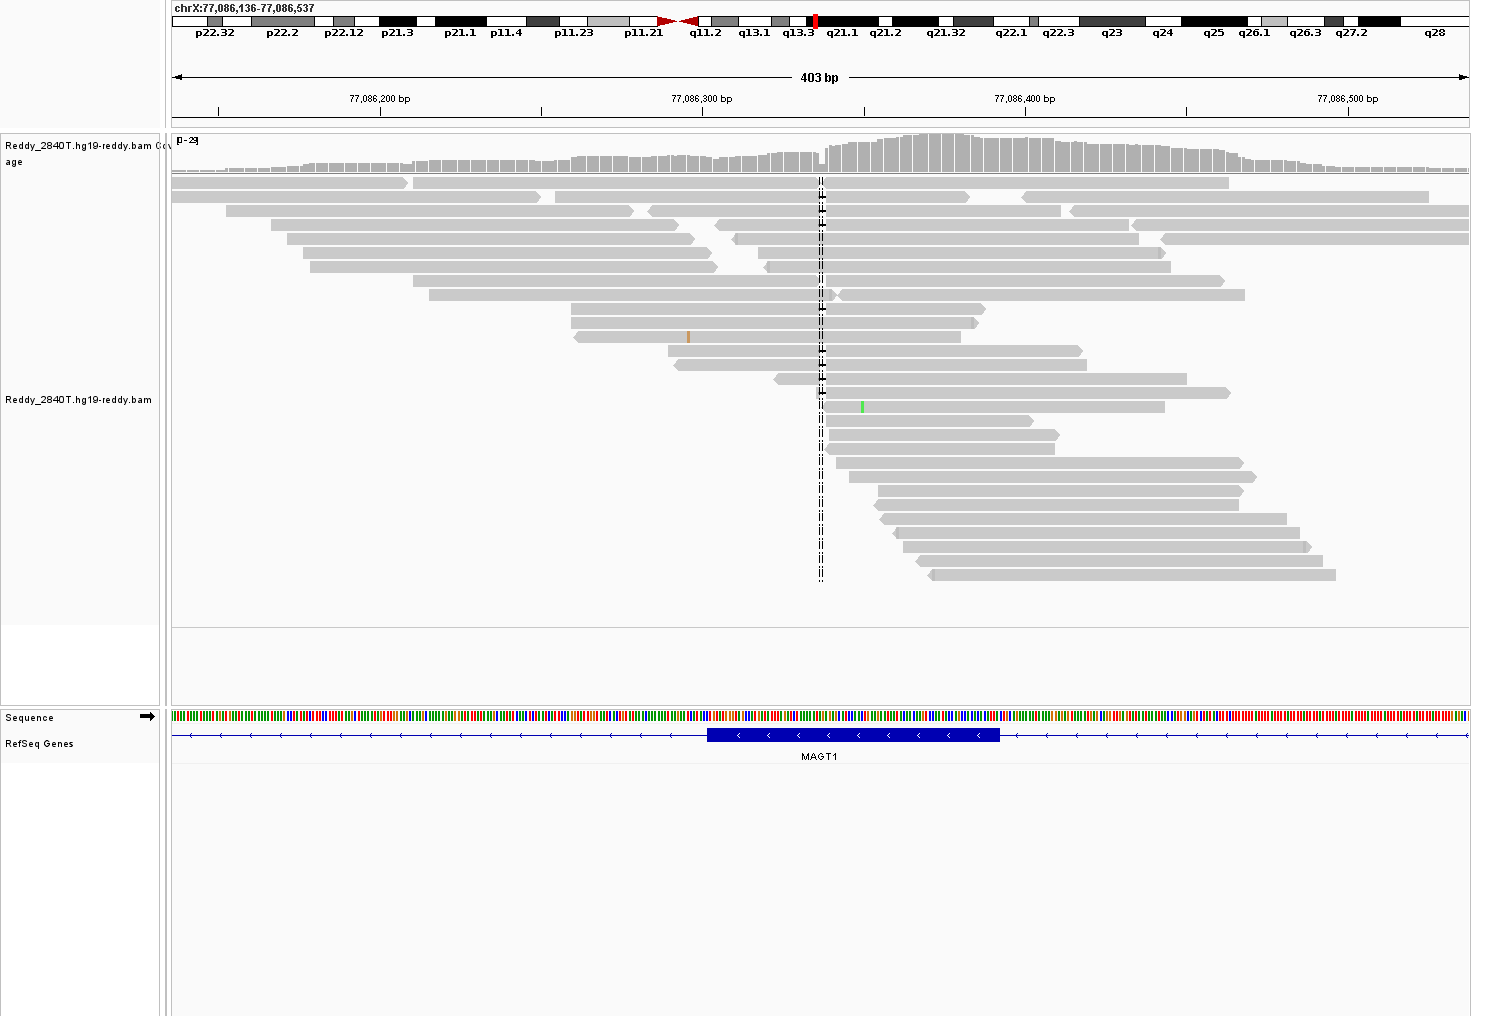 chrX:77,086,136-77,086,537
p22.32 p22.2 p22.12 p21.3 p21.1 p11.4 p11.23 p11.21 q11.2 q13.1 q13.3 q21.1 q21.2 q21.32 q22.1 q22.3 q23 q24 q25 q26.1 q26.3 q27.2 q28
403 bp
77,086,200 bp 77,086,300 bp 77,086,400 bp 77,086,500 bp
Reddy_2840T.hg19-reddy.bam Cov
age
[0-29]
Reddy_2840T.hg19-reddy.bam
Sequence
RefSeq Genes
MAGT1